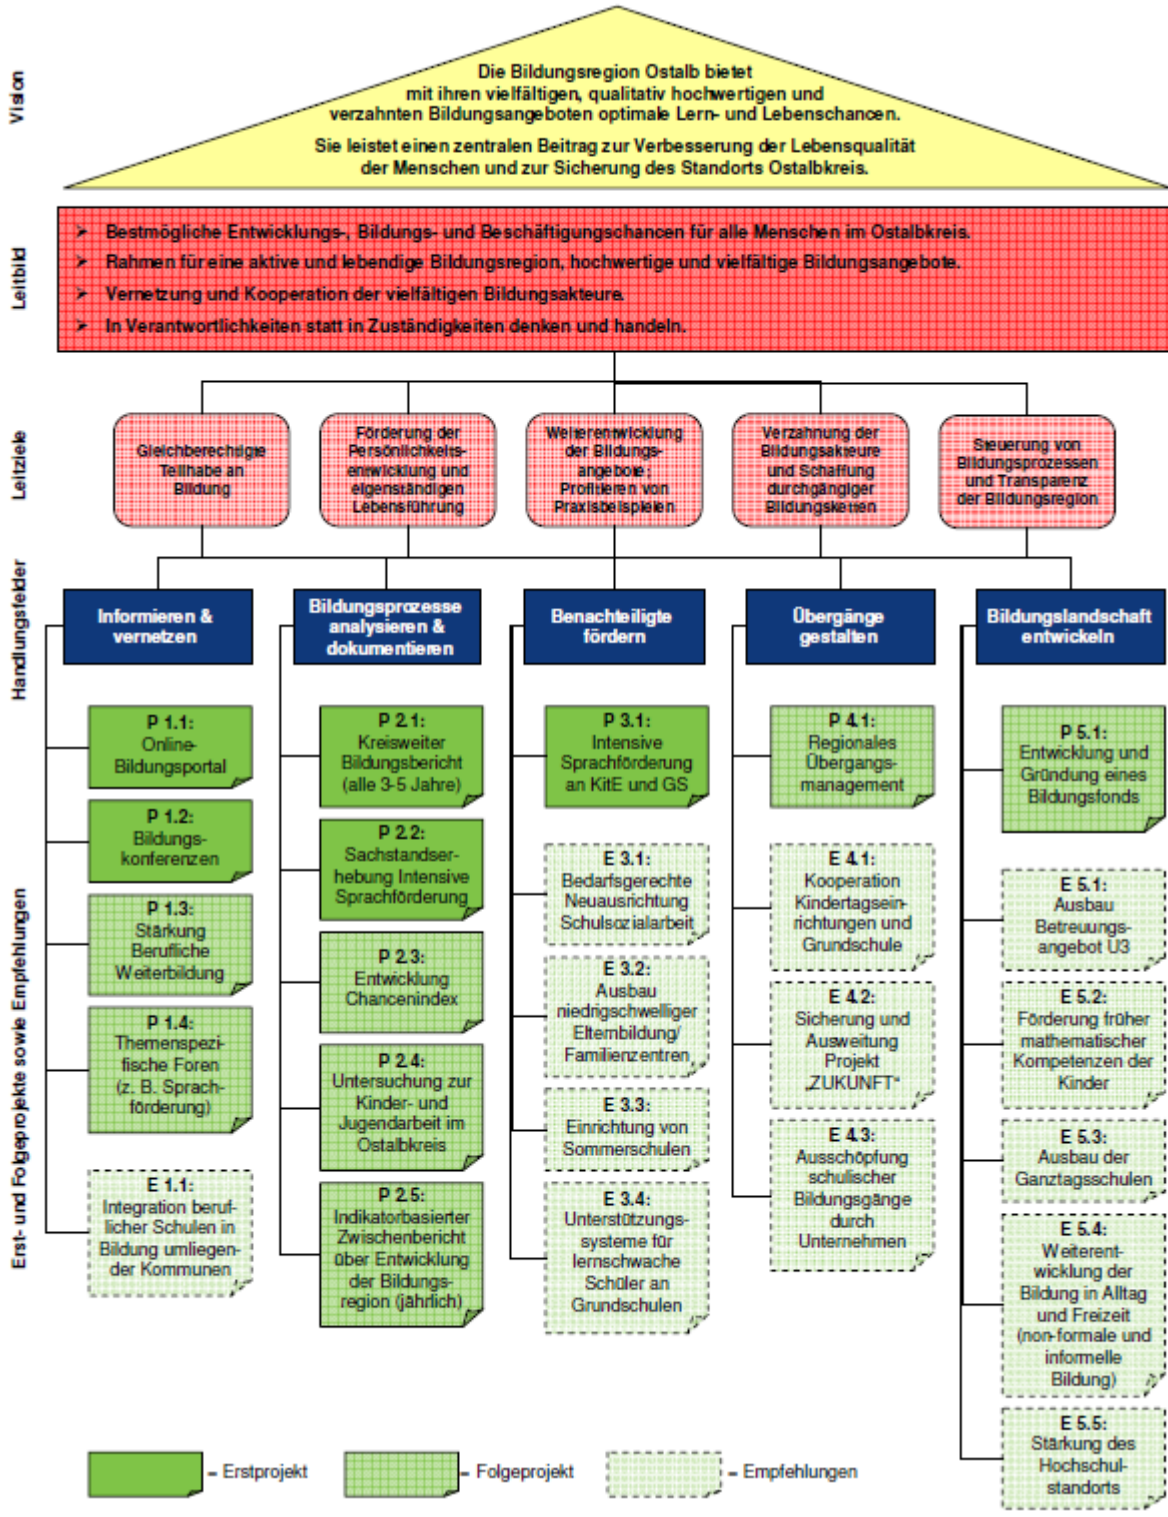 Vision
Die Bildungsregion Ostalb bietet
mit ihren vielfältigen, qualitativ hochwertigen und
verzahnten Bildungsangeboten optimale Lern- und Lebenschancen.
Sie leistet einen zentralen Beitrag zur Verbesserung der Lebensqualität
der Menschen und zur Sicherung des Standorts Ostalbkreis.
Leitbild
➢ Bestmögliche Entwicklungs-, Bildungs- und Beschäftigungschancen für alle Menschen im Ostalbkreis.
➢ Rahmen für eine aktive und lebendige Bildungsregion, hochwertige und vielfältige Bildungsangebote.
➢ Vernetzung und Kooperation der vielfältigen Bildungsakteure.
➢ In Verantwortlichkeiten statt in Zuständigkeiten denken und handeln.
Leitziele
Gleichberechtigte
Teilhabe an
Bildung
Förderung der
Persönlichkeits-
entwicklung und
eigenständigen
Lebensführung
Weiterentwicklung
der Bildungs-
angebote:
Profitieren von
Praxisbeispielen
Verzahnung der
Bildungsakteure
und Schaffung
durchgängiger
Bildungsketten
Steuerung von
Bildungsprozessen
und Transparenz
der Bildungsregion
Handlungsfelder
Informieren &
vernetzen
Bildungsprozesse
analysieren &
dokumentieren
Benachteiligte
fördern
Übergänge
gestalten
Bildungslandschaft
entwickeln
Erst- und Folgeprojekte sowie Empfehlungen
P 1.1:
Online-
Bildungsportal
P 1.2:
Bildungs-
konferenzen
P 1.3:
Stärkung
Berufliche
Weiterbildung
P 1.4:
Themenspezi-
fische Foren
(z. B. Sprach-
förderung)
E 1.1:
Integration beruf-
licher Schulen in
Bildung umliegen-
der Kommunen
P 2.1:
Kreisweiter
Bildungsbericht
(alle 3-5 Jahre)
P 2.2:
Sachstandser-
hebung Intensive
Sprachförderung
P 2.3:
Entwicklung
Chancenindex
P 2.4:
Untersuchung zur
Kinder- und
Jugendarbeit im
Ostalbkreis
P 2.5:
Indikatorbasierter
Zwischenbericht
über Entwicklung
der Bildungs-
region (jährlich)
P 3.1:
Intensive
Sprachförderung
an KitE und GS
E 3.1:
Bedarfsgerechte
Neuausrichtung
Schulsozialarbeit
E 3.2:
Ausbau
niedrigschwelliger
Elternbildung/
Familienzentren
E 3.3:
Einrichtung von
Sommerschulen
E 3.4:
Unterstützungs-
systeme für
lernschwache
Schüler an
Grundschulen
P 4.1:
Regionales
Übergangs-
management
E 4.1:
Kooperation
Kindertagsein-
richtungen und
Grundschule
E 4.2:
Sicherung und
Ausweitung
Projekt
„ZUKUNFT“
E 4.3:
Ausschöpfung
schulischer
Bildungsgänge
durch
Unternehmen
P 5.1:
Entwicklung und
Gründung eines
Bildungsfonds
E 5.1:
Ausbau
Betreuungs-
angebot U3
E 5.2:
Förderung früher
mathematischer
Kompetenzen der
Kinder
E 5.3:
Ausbau der
Ganztagsschulen
E 5.4:
Weiterent-
wicklung der
Bildung in Alltag
und Freizeit
(non-formale und
informelle
Bildung)
E 5.5:
Stärkung des
Hochschul-
standorts
= Erstprojekt
= Folgeprojekt
= Empfehlungen